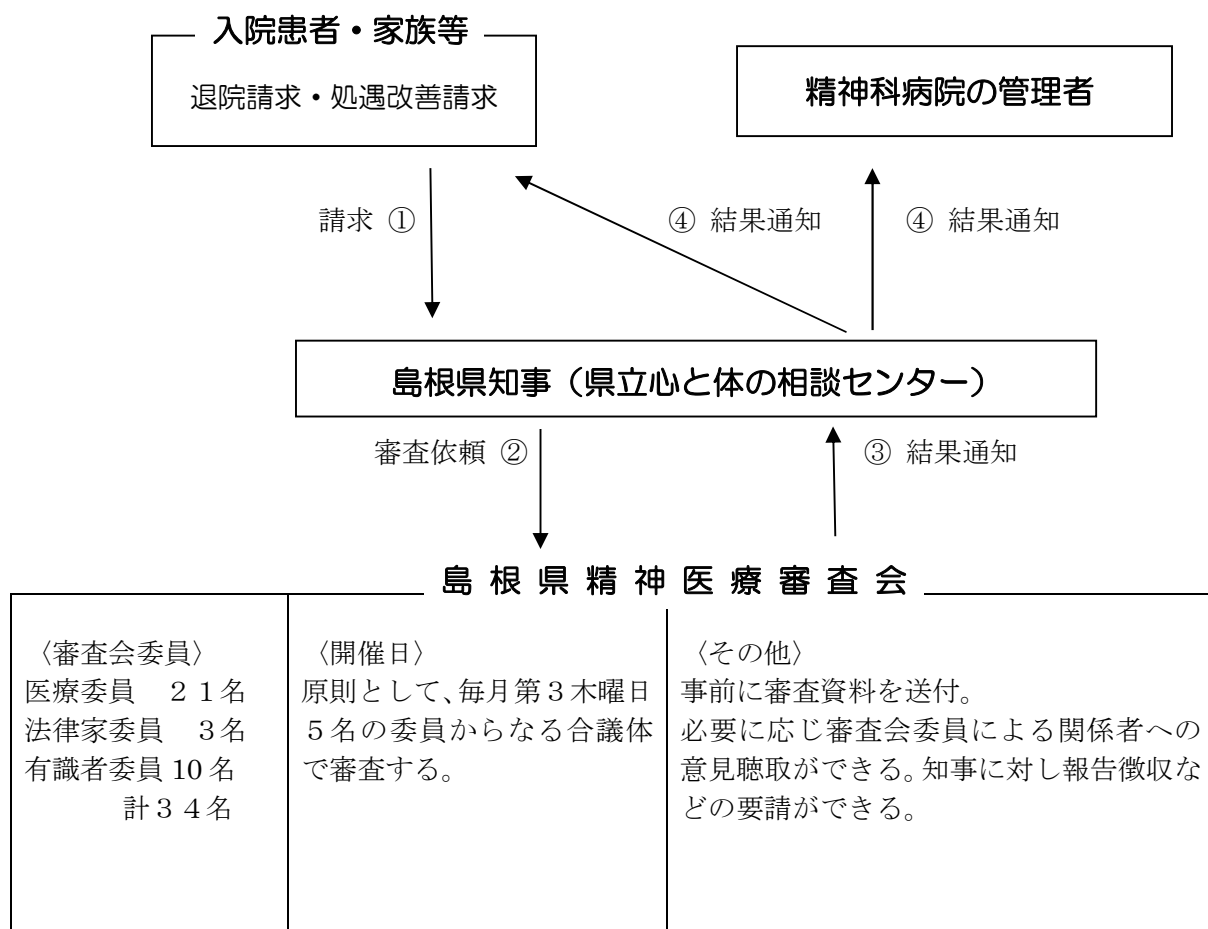 入院患者・家族等
退院請求・処遇改善請求
精神科病院の管理者
請求 ①
④ 結果通知
④ 結果通知
島根県知事（県立心と体の相談センター）
審査依頼 ②
③ 結果通知
島根県精神医療審査会
〈審査会委員〉
医療委員　２１名
法律家委員　３名
有識者委員 10 名
計３４名
〈開催日〉
原則として、毎月第３木曜日
５名の委員からなる合議体
で審査する。
〈その他〉
事前に審査資料を送付。
必要に応じ審査会委員による関係者への
意見聴取ができる。知事に対し報告徴収な
どの要請ができる。